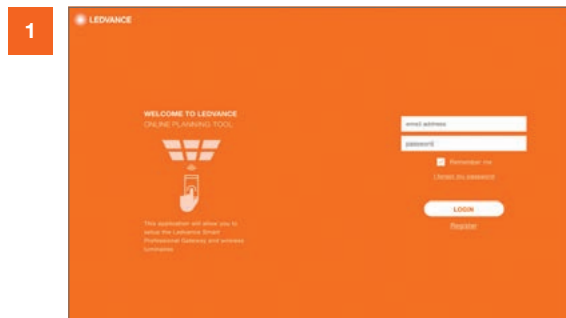 1
LEDVANCE
WELCOME TO LEDVANCE
ONLINE PLANNING TOOL
This application will allow you to
setup the Ledvance Smart
Professional Gateway and wireless
luminaires
email address
password
Remember me
I forgot my password
LOGIN
Register